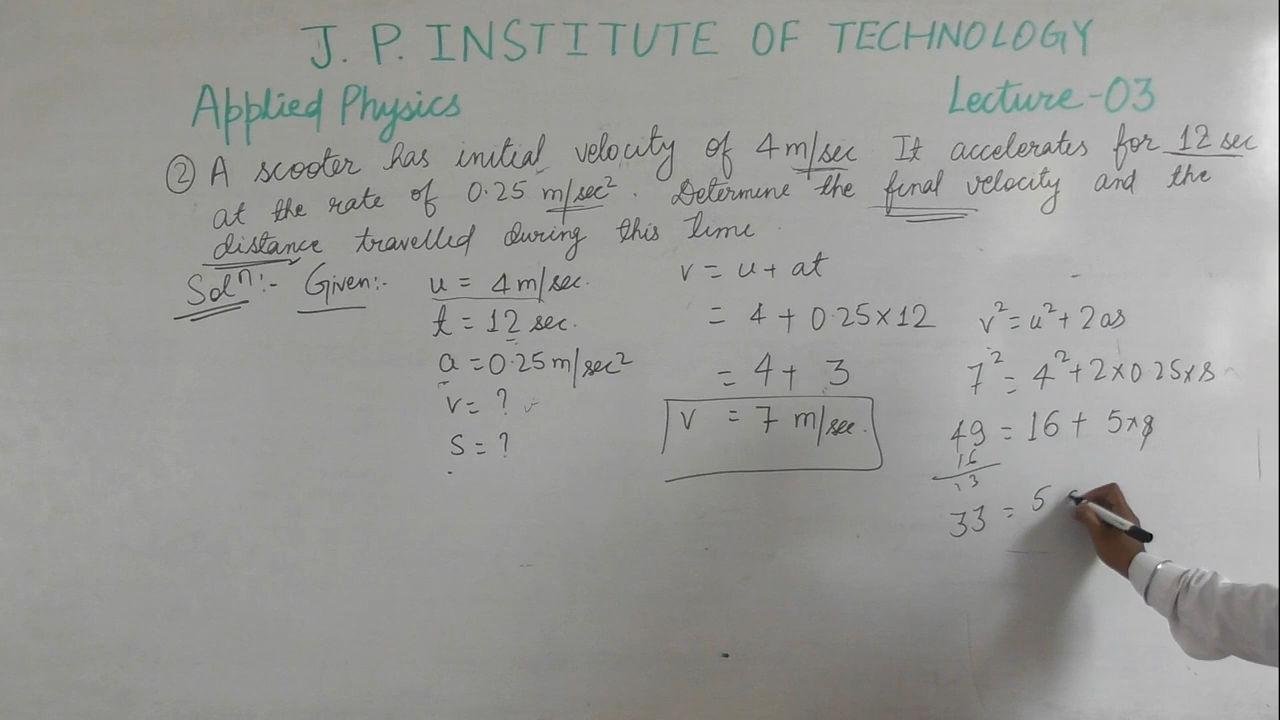 J. P. INSTITUTE OF TECHNOLOGY
Applied Physics
Lecture-03
② A scooter has initial velocity of 4 m/sec It accelerates for 12 sec
at the rate of 0.25 m/sec². Determine the final velocity and the
distance travelled during this time.
Solⁿ:- Given:- u = 4 m/sec.
t = 12 sec.
a = 0.25 m/sec²
v = ?
s = ?
v = u + at
= 4 + 0.25×12
= 4 + 3
v = 7 m/sec.
v² = u² + 2as
7² = 4² + 2×0.25×s
49 = 16 + 5×s
16
33 = 5